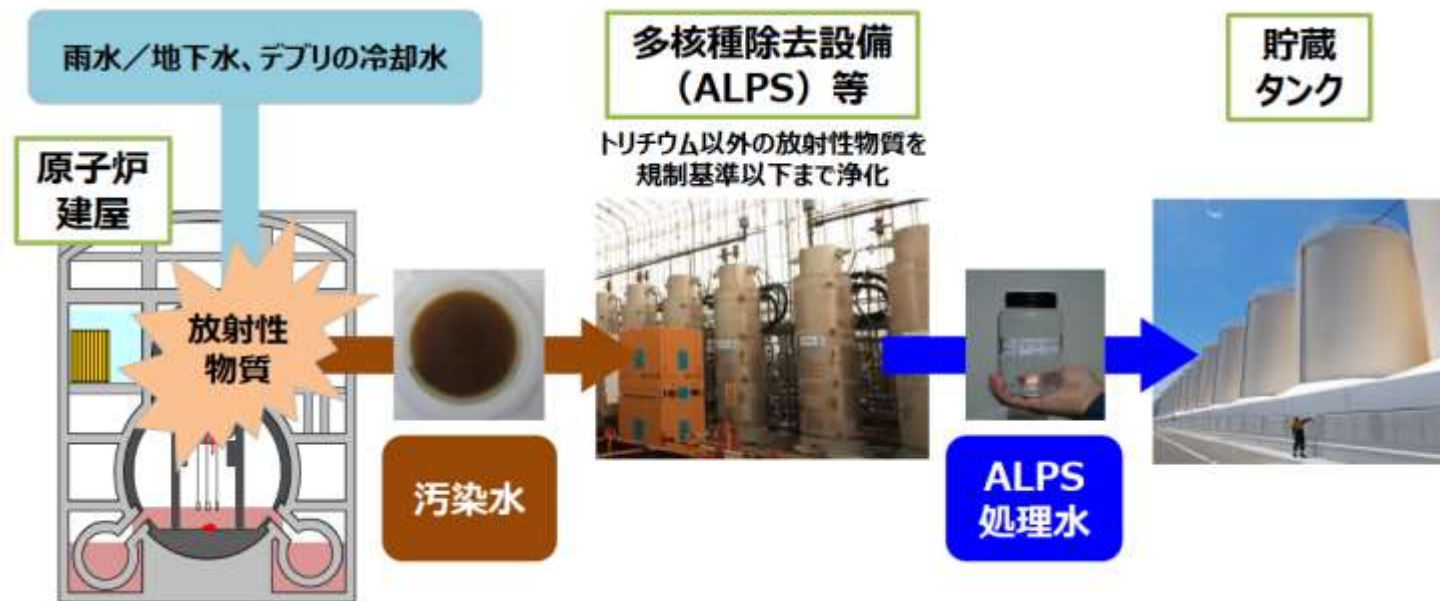 雨水／地下水、デブリの冷却水
原子炉
建屋
放射性
物質
汚染水
多核種除去設備
（ALPS）等
トリチウム以外の放射性物質を
規制基準以下まで浄化
ALPS
処理水
貯蔵
タンク